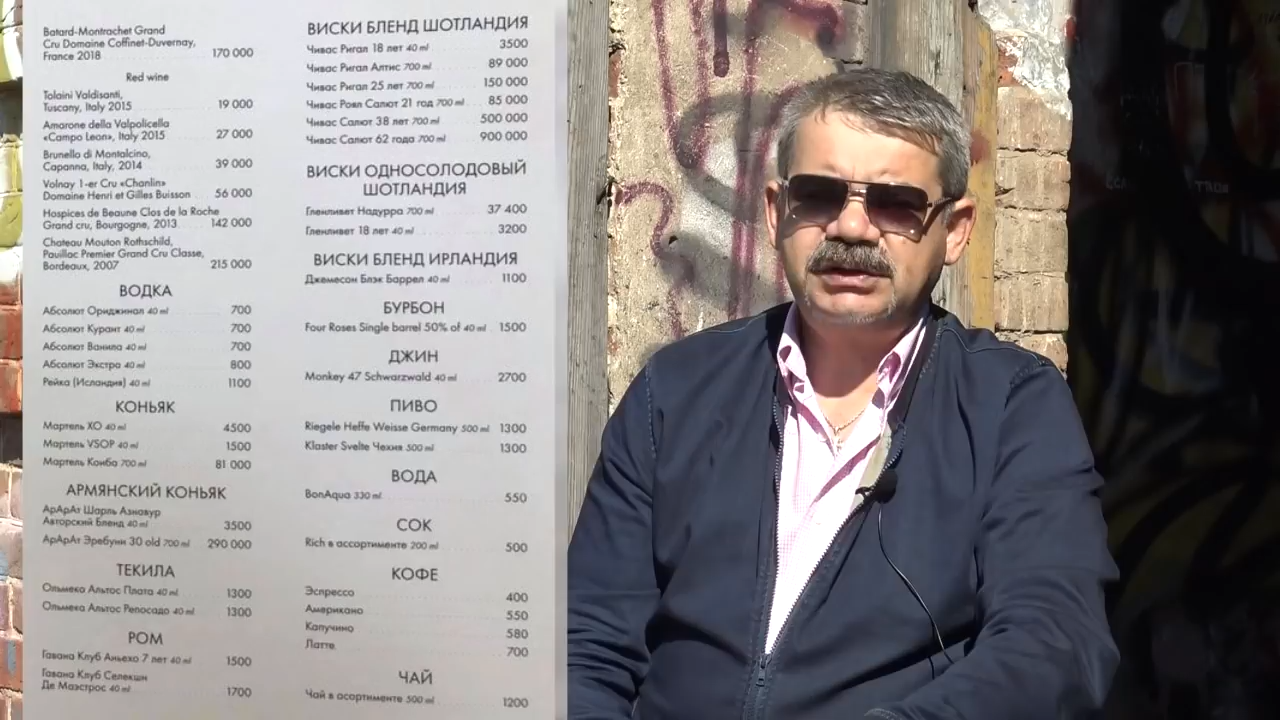 Batard-Montrachet Grand
Cru Domaine Coffinet-Duvernay,
France 2018 170 000
Red wine
Tolaini Valdisanti,
Tuscany, Italy 2015 19 000
Amarone della Valpolicella
«Campo Leon», Italy 2015 27 000
Brunello di Montalcino,
Capanna, Italy, 2014 39 000
Volnay 1-er Cru «Chanlin»
Domaine Henri et Gilles Buisson 56 000
Hospices de Beaune Clos de la Roche
Grand cru, Bourgogne, 2013 142 000
Chateau Mouton Rothschild,
Pauillac Premier Grand Cru Classe,
Bordeaux, 2007 215 000
ВОДКА
Абсолют Ориджинал 40 ml 700
Абсолют Курант 40 ml 700
Абсолют Ванила 40 ml 700
Абсолют Экстра 40 ml 800
Рейка (Исландия) 40 ml 1100
КОНЬЯК
Мартель XO 40 ml 4500
Мартель VSOP 40 ml 1500
Мартель Комба 700 ml 81 000
АРМЯНСКИЙ КОНЬЯК
АрАрАт Шарль Азнавур
Авторский Бленд 40 ml 3500
АрАрАт Эребуни 30 old 700 ml 290 000
ТЕКИЛА
Ольмека Альтос Плата 40 ml 1300
Ольмека Альтос Репосадо 40 ml 1300
РОМ
Гавана Клуб Аньехо 7 лет 40 ml 1500
Гавана Клуб Селекшн
Де Маэстрос 40 ml 1700
ВИСКИ БЛЕНД ШОТЛАНДИЯ
Чивас Ригал 18 лет 40 ml 3500
Чивас Ригал Алтис 700 ml 89 000
Чивас Ригал 25 лет 700 ml 150 000
Чивас Роял Салют 21 год 700 ml 85 000
Чивас Салют 38 лет 700 ml 500 000
Чивас Салют 62 года 700 ml 900 000
ВИСКИ ОДНОСОЛОДОВЫЙ
ШОТЛАНДИЯ
Гленливет Надурра 700 ml 37 400
Гленливет 18 лет 40 ml 3200
ВИСКИ БЛЕНД ИРЛАНДИЯ
Джемесон Блэк Баррел 40 ml 1100
БУРБОН
Four Roses Single barrel 50% of 40 ml 1500
ДЖИН
Monkey 47 Schwarzwald 40 ml 2700
ПИВО
Riegele Heffe Weisse Germany 500 ml 1300
Klaster Svelte Чехия 500 ml 1300
ВОДА
BonAqua 330 ml 550
СОК
Rich в ассортименте 200 ml 500
КОФЕ
Эспрессо 400
Американо 550
Капучино 580
Латте 700
ЧАЙ
Чай в асортименте 500 ml 1200